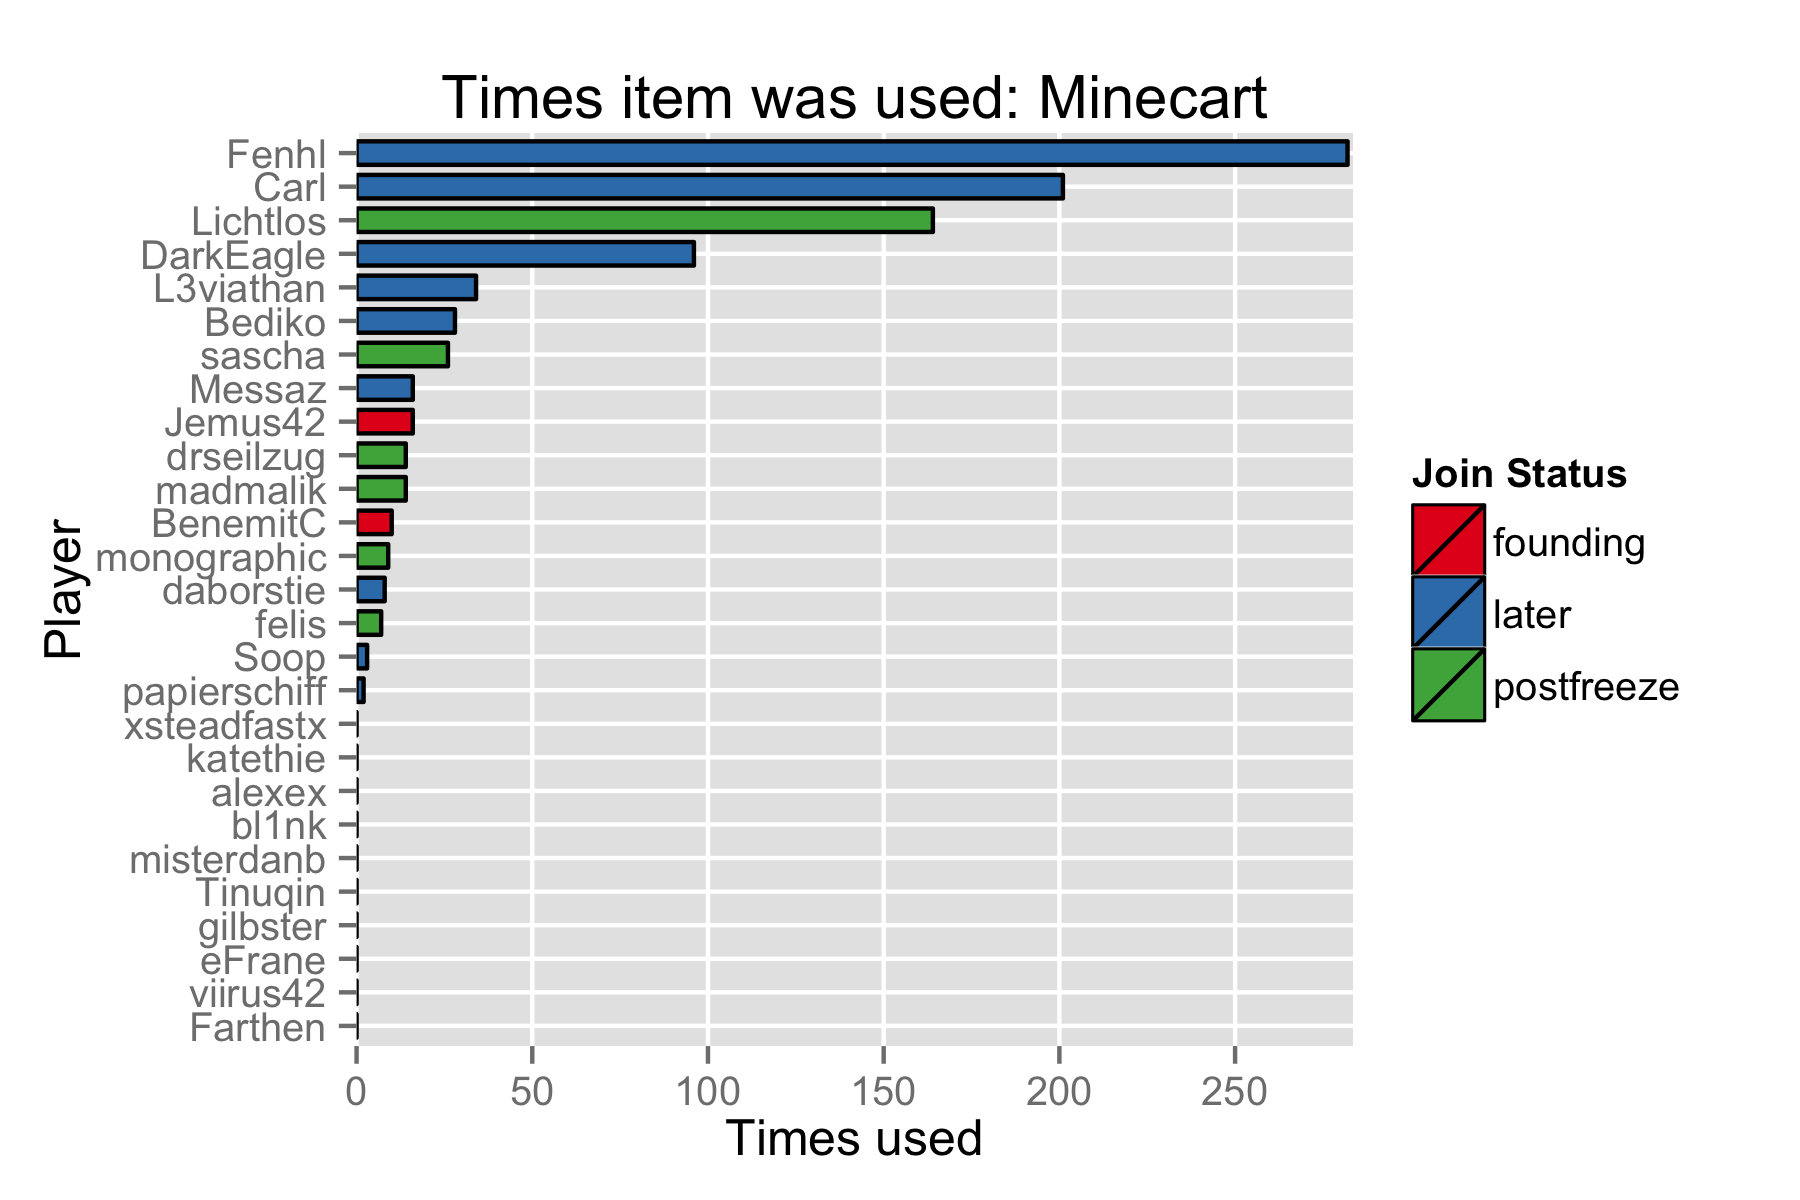 Times item was used: Minecart
Player
Fenhl
Carl
Lichtlos
DarkEagle
L3viathan
Bediko
sascha
Messaz
Jemus42
drseilzug
madmalik
BenemitC
monographic
daborstie
felis
Soop
papierschiff
xsteadfastx
katethie
alexex
bl1nk
misterdanb
Tinuqin
gilbster
eFrane
viirus42
Farthen
0 50 100 150 200 250
Times used
Join Status
founding
later
postfreeze